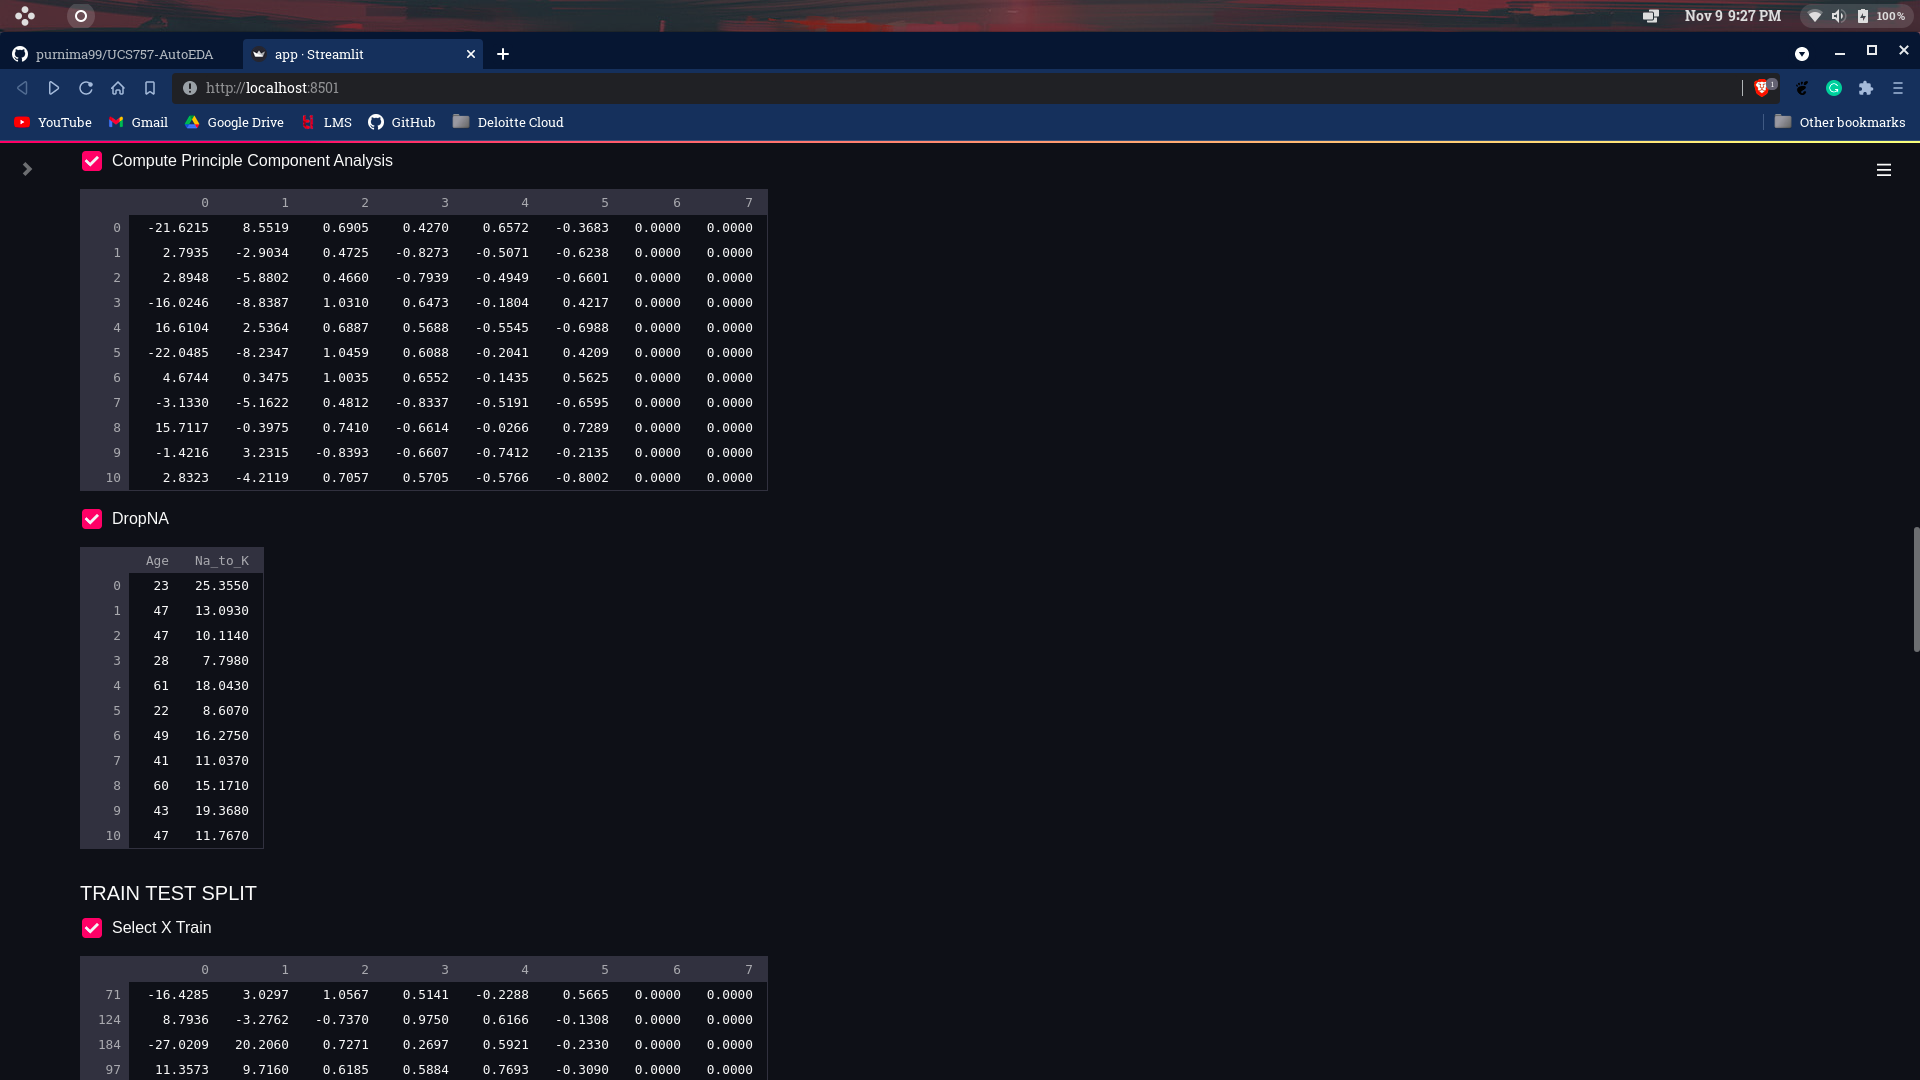 Nov 9 9:27 PM 100%
purnima99/UCS757-AutoEDA app · Streamlit
http://localhost:8501 1
YouTube Gmail Google Drive LMS GitHub Deloitte Cloud Other bookmarks
Compute Principle Component Analysis
0 1 2 3 4 5 6 7
0 -21.6215 8.5519 0.6905 0.4270 0.6572 -0.3683 0.0000 0.0000
1 2.7935 -2.9034 0.4725 -0.8273 -0.5071 -0.6238 0.0000 0.0000
2 2.8948 -5.8802 0.4660 -0.7939 -0.4949 -0.6601 0.0000 0.0000
3 -16.0246 -8.8387 1.0310 0.6473 -0.1804 0.4217 0.0000 0.0000
4 16.6104 2.5364 0.6887 0.5688 -0.5545 -0.6988 0.0000 0.0000
5 -22.0485 -8.2347 1.0459 0.6088 -0.2041 0.4209 0.0000 0.0000
6 4.6744 0.3475 1.0035 0.6552 -0.1435 0.5625 0.0000 0.0000
7 -3.1330 -5.1622 0.4812 -0.8337 -0.5191 -0.6595 0.0000 0.0000
8 15.7117 -0.3975 0.7410 -0.6614 -0.0266 0.7289 0.0000 0.0000
9 -1.4216 3.2315 -0.8393 -0.6607 -0.7412 -0.2135 0.0000 0.0000
10 2.8323 -4.2119 0.7057 0.5705 -0.5766 -0.8002 0.0000 0.0000
DropNA
Age Na_to_K
0 23 25.3550
1 47 13.0930
2 47 10.1140
3 28 7.7980
4 61 18.0430
5 22 8.6070
6 49 16.2750
7 41 11.0370
8 60 15.1710
9 43 19.3680
10 47 11.7670
TRAIN TEST SPLIT
Select X Train
0 1 2 3 4 5 6 7
71 -16.4285 3.0297 1.0567 0.5141 -0.2288 0.5665 0.0000 0.0000
124 8.7936 -3.2762 -0.7370 0.9750 0.6166 -0.1308 0.0000 0.0000
184 -27.0209 20.2060 0.7271 0.2697 0.5921 -0.2330 0.0000 0.0000
97 11.3573 9.7160 0.6185 0.5884 0.7693 -0.3090 0.0000 0.0000